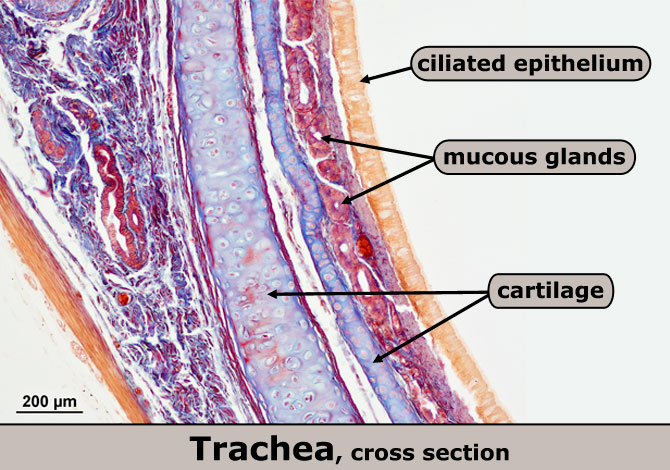 ciliated epithelium
mucous glands
cartilage
200 µm
Trachea, cross section